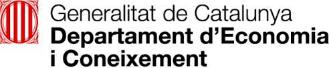 Generalitat de Catalunya
Departament d'Economia
i Coneixement